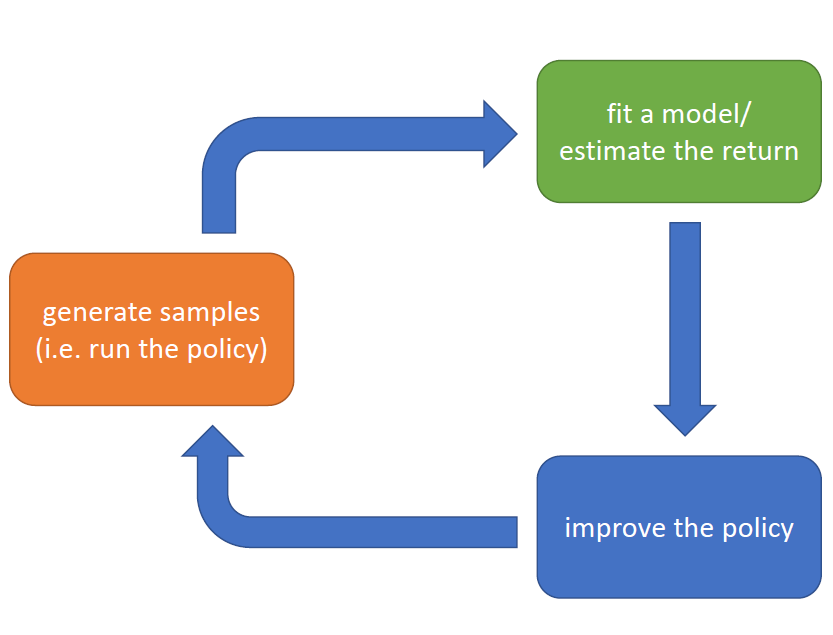 fit a model/
estimate the return
generate samples
(i.e. run the policy)
improve the policy